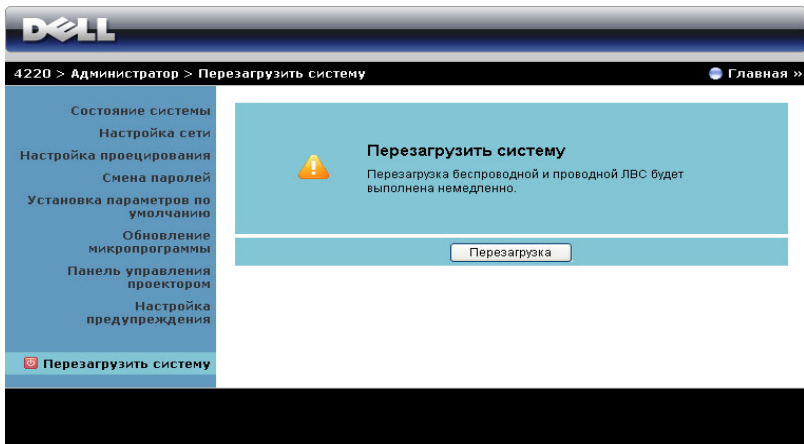 DELL
4220 > Администратор > Перезагрузить систему
Главная »
Состояние системы
Настройка сети
Настройка проецирования
Смена паролей
Установка параметров по
умолчанию
Обновление
микропрограммы
Панель управления
проектором
Настройка
предупреждения
Перезагрузить систему
Перезагрузить систему
Перезагрузка беспроводной и проводной ЛВС будет
выполнена немедленно.
Перезагрузка